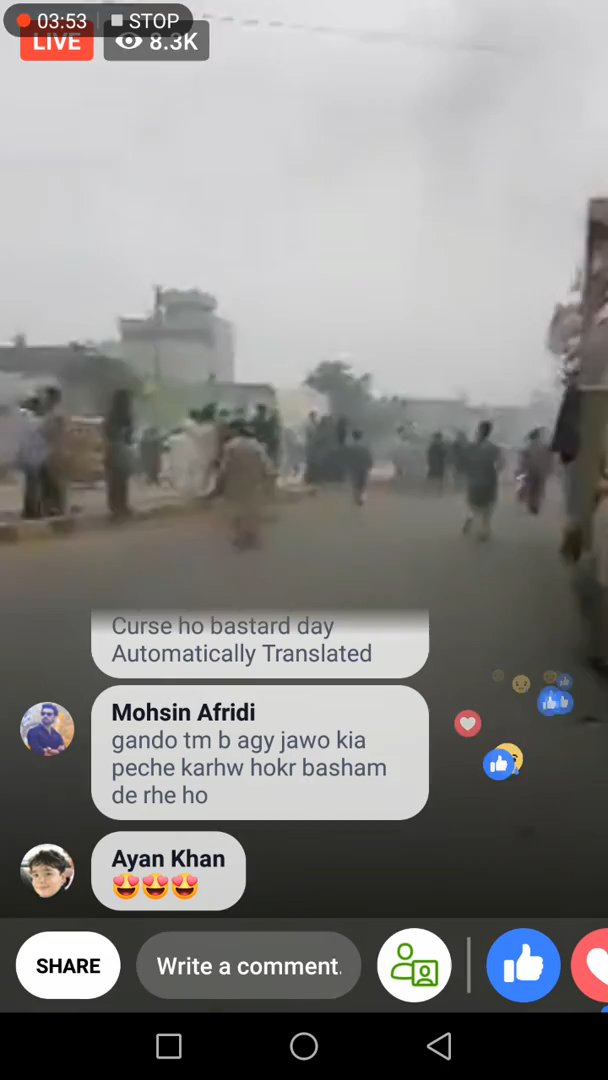 03:53 STOP
LIVE 8.3K
Curse ho bastard day
Automatically Translated
Mohsin Afridi
gando tm b agy jawo kia
peche karhw hokr basham
de rhe ho
Ayan Khan
SHARE
Write a comment.